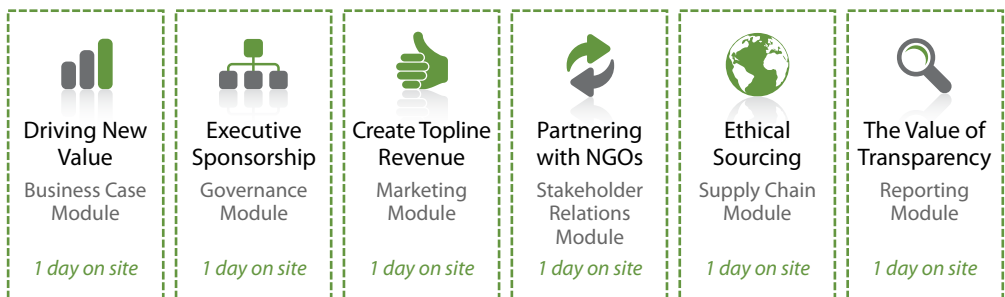 Driving New
Value
Business Case
Module
1 day on site
Executive
Sponsorship
Governance
Module
1 day on site
Create Topline
Revenue
Marketing
Module
1 day on site
Partnering
with NGOs
Stakeholder
Relations
Module
1 day on site
Ethical
Sourcing
Supply Chain
Module
1 day on site
The Value of
Transparency
Reporting
Module
1 day on site